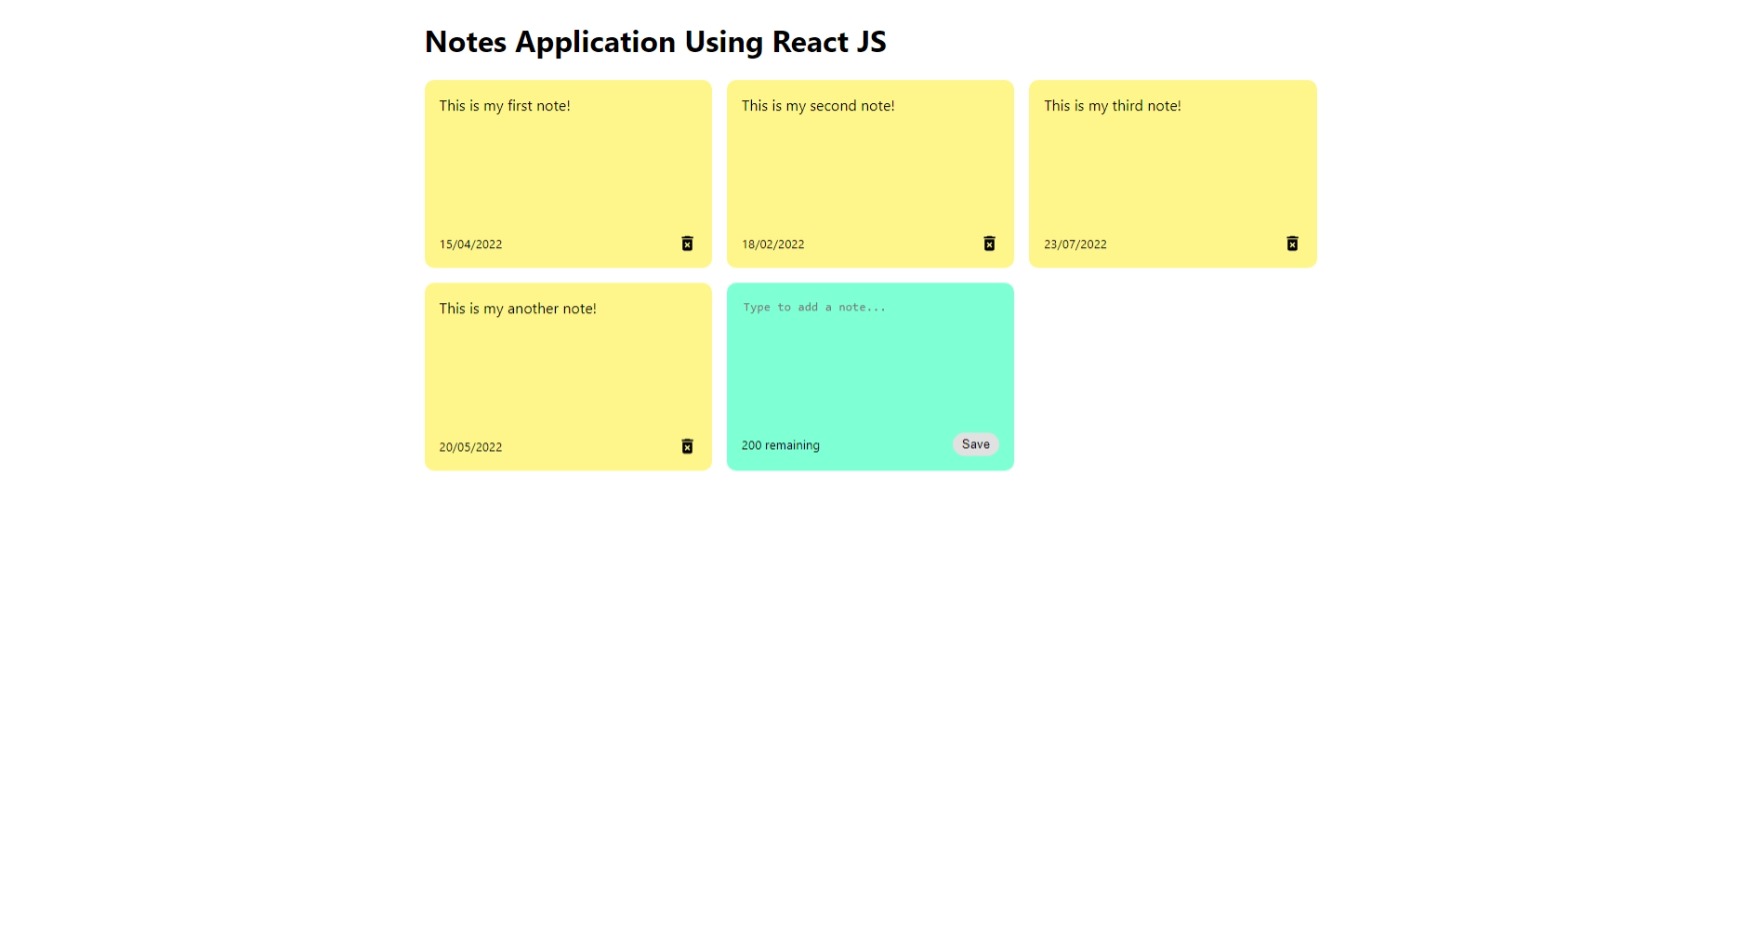 Notes Application Using React JS
This is my first note!
15/04/2022
This is my second note!
18/02/2022
This is my third note!
23/07/2022
This is my another note!
20/05/2022
Type to add a note...
200 remaining
Save